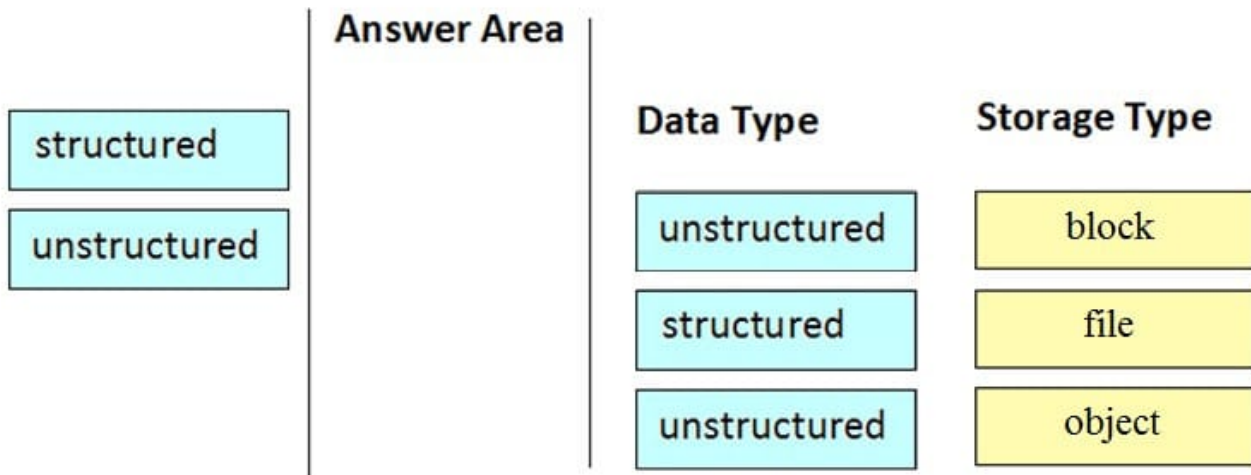 Answer Area
structured
unstructured
Data Type Storage Type
unstructured block
structured file
unstructured object